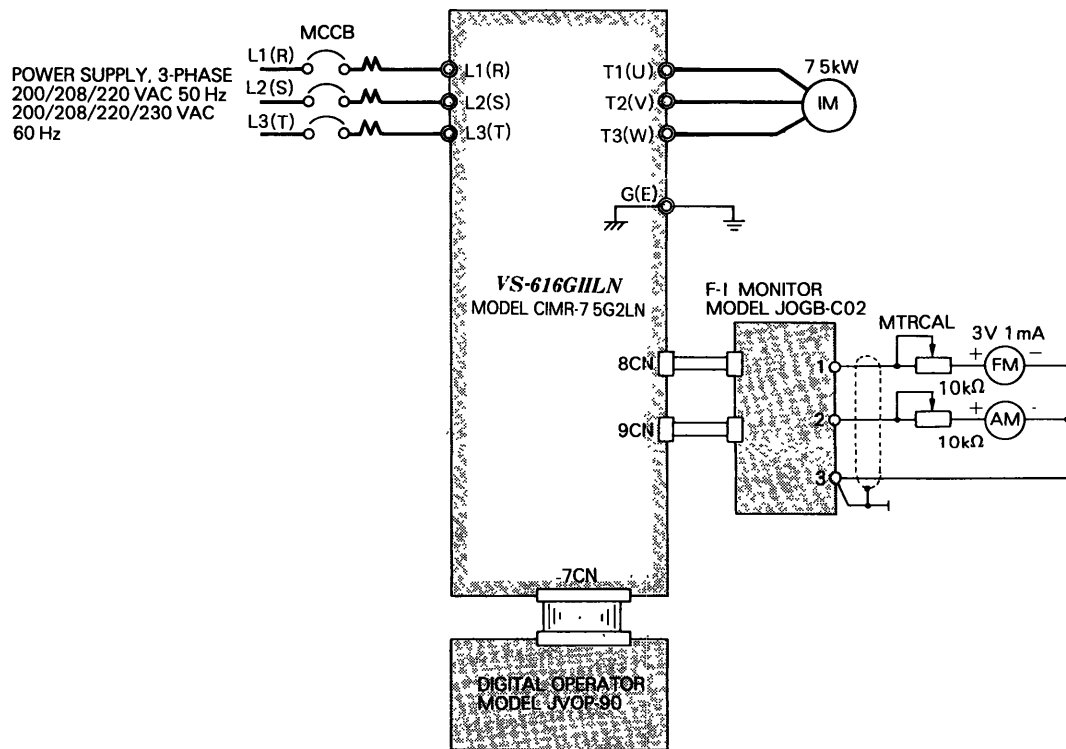 MCCB
L1(R)
L2(S)
L3(T)
POWER SUPPLY, 3-PHASE
200/208/220 VAC 50 Hz
200/208/220/230 VAC
60 Hz
L1(R)
L2(S)
L3(T)
T1(U)
T2(V)
T3(W)
7 5kW
IM
G(E)
VS-616GIILN
MODEL CIMR-7 5G2LN
F-I MONITOR
MODEL JOGB-C02
8CN
9CN
1
2
3
MTRCAL
3V 1mA
+ FM −
10kΩ
+ AM -
10kΩ
-7CN
DIGITAL OPERATOR
MODEL JVOP-90